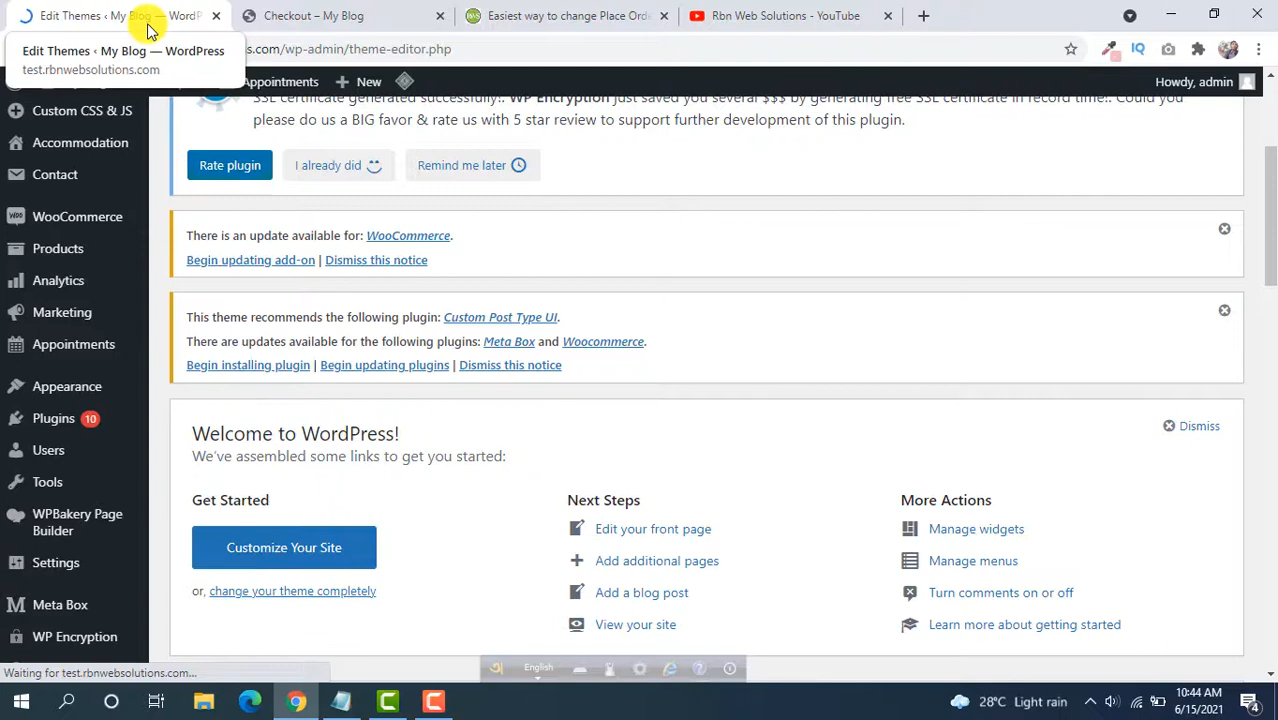 Edit Themes ‹ My Blog — WordP
Checkout – My Blog
Easiest way to change Place Orde
Rbn Web Solutions - YouTube
Edit Themes ‹ My Blog — WordPress
test.rbnwebsolutions.com
s.com/wp-admin/theme-editor.php
Appointments
New
Howdy, admin
SSL certificate generated successfully!. WP Encryption just saved you several $$$ by generating free SSL certificate in record time!. Could you
please do us a BIG favor & rate us with 5 star review to support further development of this plugin.
Rate plugin
I already did
Remind me later
There is an update available for: WooCommerce.
Begin updating add-on | Dismiss this notice
This theme recommends the following plugin: Custom Post Type UI.
There are updates available for the following plugins: Meta Box and Woocommerce.
Begin installing plugin | Begin updating plugins | Dismiss this notice
Welcome to WordPress!
We've assembled some links to get you started:
Dismiss
Get Started
Customize Your Site
or, change your theme completely
Next Steps
Edit your front page
Add additional pages
Add a blog post
View your site
More Actions
Manage widgets
Manage menus
Turn comments on or off
Learn more about getting started
Custom CSS & JS
Accommodation
Contact
WooCommerce
Products
Analytics
Marketing
Appointments
Appearance
Plugins 10
Users
Tools
WPBakery Page
Builder
Settings
Meta Box
WP Encryption
Waiting for test.rbnwebsolutions.com...
English
28°C Light rain
10:44 AM
6/15/2021
4